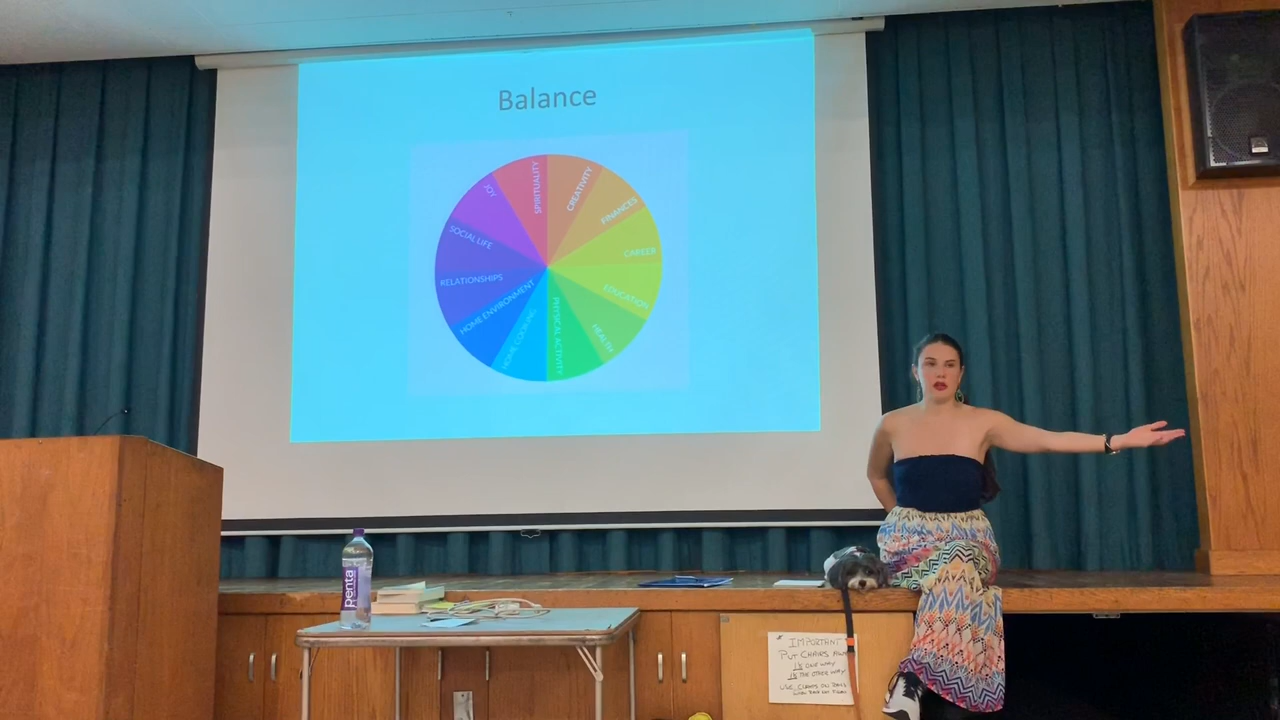 Balance
SPIRITUALITY
CREATIVITY
FINANCES
CAREER
EDUCATION
HEALTH
PHYSICAL ACTIVITY
HOME COOKING
HOME ENVIRONMENT
RELATIONSHIPS
SOCIAL LIFE
JOY
penta
IMPORTANT
PUT CHAIRS
ONE WAY
THE OTHER WAY